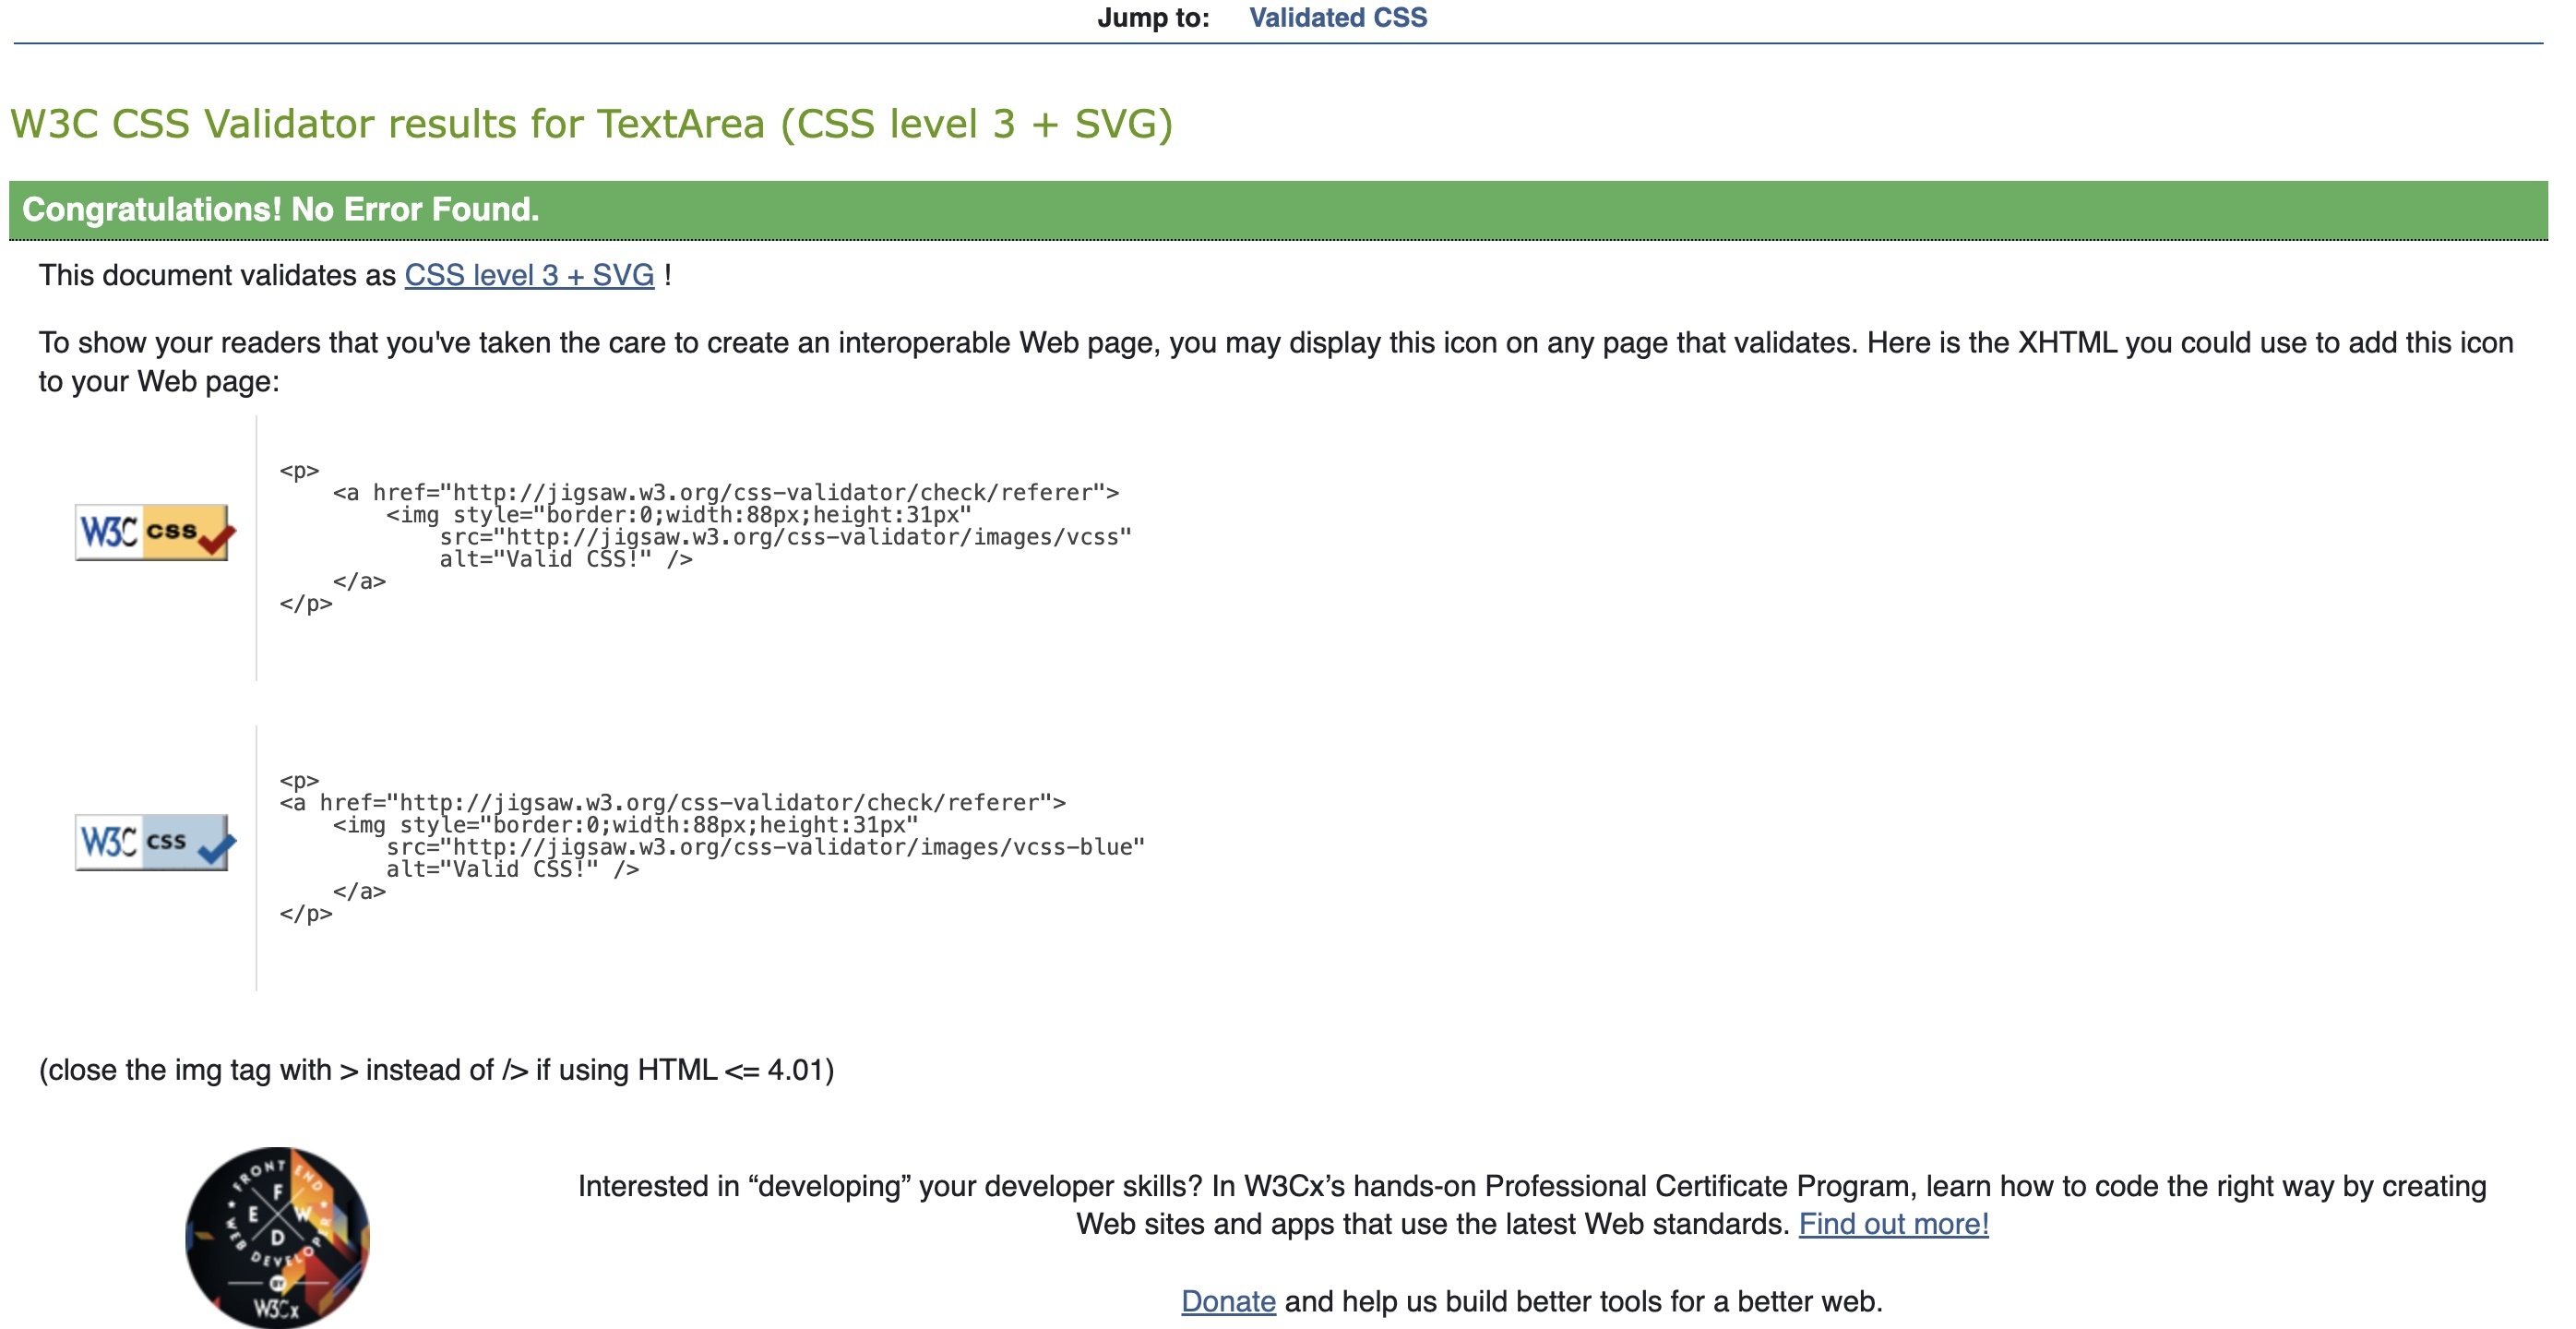 Jump to: Validated CSS
W3C CSS Validator results for TextArea (CSS level 3 + SVG)
Congratulations! No Error Found.
This document validates as CSS level 3 + SVG !
To show your readers that you've taken the care to create an interoperable Web page, you may display this icon on any page that validates. Here is the XHTML you could use to add this icon
to your Web page:
W3C css
<p>
    <a href="http://jigsaw.w3.org/css-validator/check/referer">
        <img style="border:0;width:88px;height:31px"
            src="http://jigsaw.w3.org/css-validator/images/vcss"
            alt="Valid CSS!" />
    </a>
</p>
W3C css
<p>
<a href="http://jigsaw.w3.org/css-validator/check/referer">
    <img style="border:0;width:88px;height:31px"
        src="http://jigsaw.w3.org/css-validator/images/vcss-blue"
        alt="Valid CSS!" />
    </a>
</p>
(close the img tag with > instead of /> if using HTML <= 4.01)
FRONT END
WEB DEVELOPER
F
E W
D
BY
W3Cx
Interested in “developing” your developer skills? In W3Cx’s hands-on Professional Certificate Program, learn how to code the right way by creating
Web sites and apps that use the latest Web standards. Find out more!
Donate and help us build better tools for a better web.